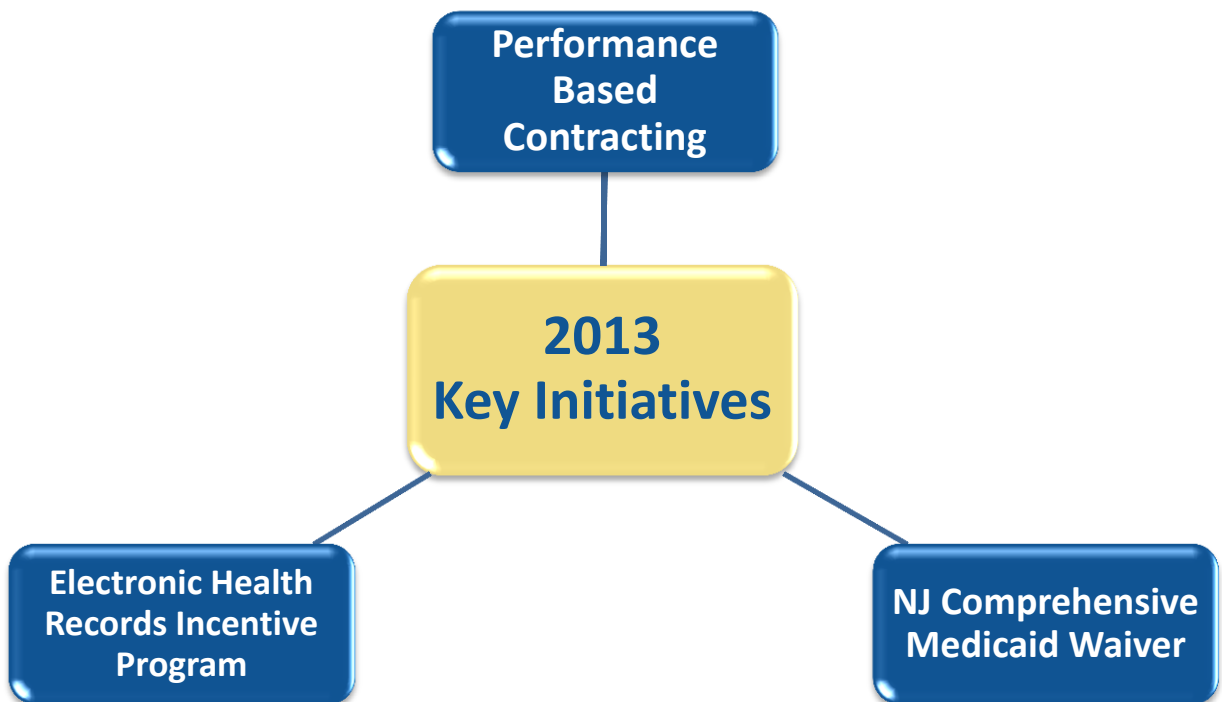 Performance
Based
Contracting
2013
Key Initiatives
Electronic Health
Records Incentive
Program
NJ Comprehensive
Medicaid Waiver